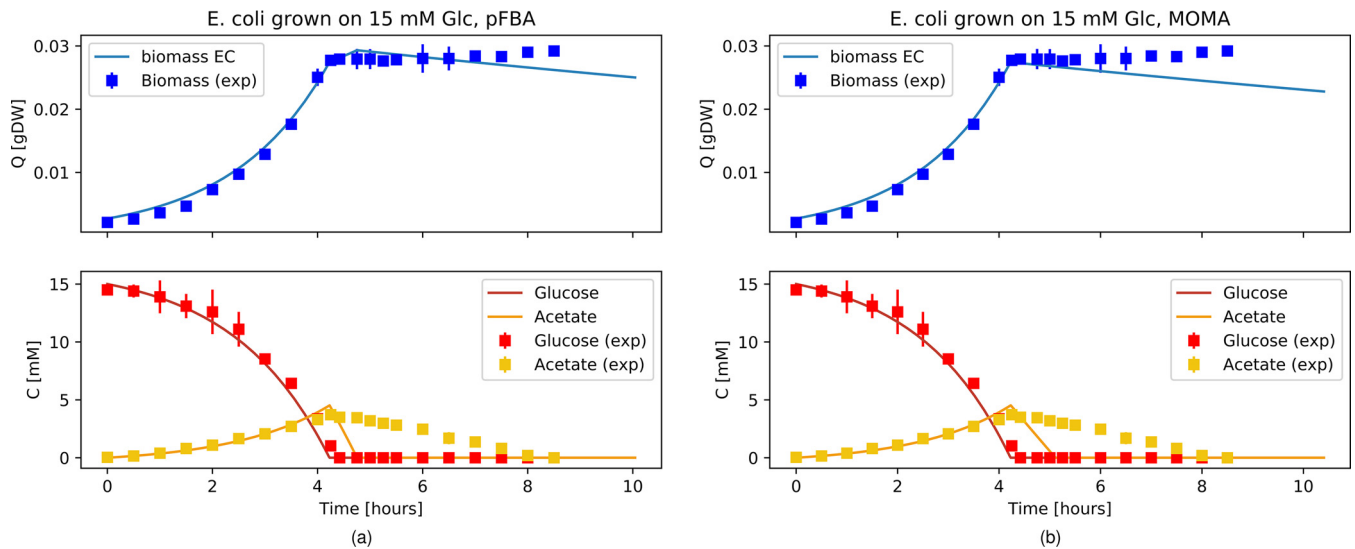 E. coli grown on 15 mM Glc, pFBA
0.03
0.02
0.01
Q [gDW]
biomass EC
Biomass (exp)
15
10
5
0
C [mM]
Glucose
Acetate
Glucose (exp)
Acetate (exp)
0 2 4 6 8 10
Time [hours]
(a)
E. coli grown on 15 mM Glc, MOMA
0.03
0.02
0.01
Q [gDW]
biomass EC
Biomass (exp)
15
10
5
0
C [mM]
Glucose
Acetate
Glucose (exp)
Acetate (exp)
0 2 4 6 8 10
Time [hours]
(b)